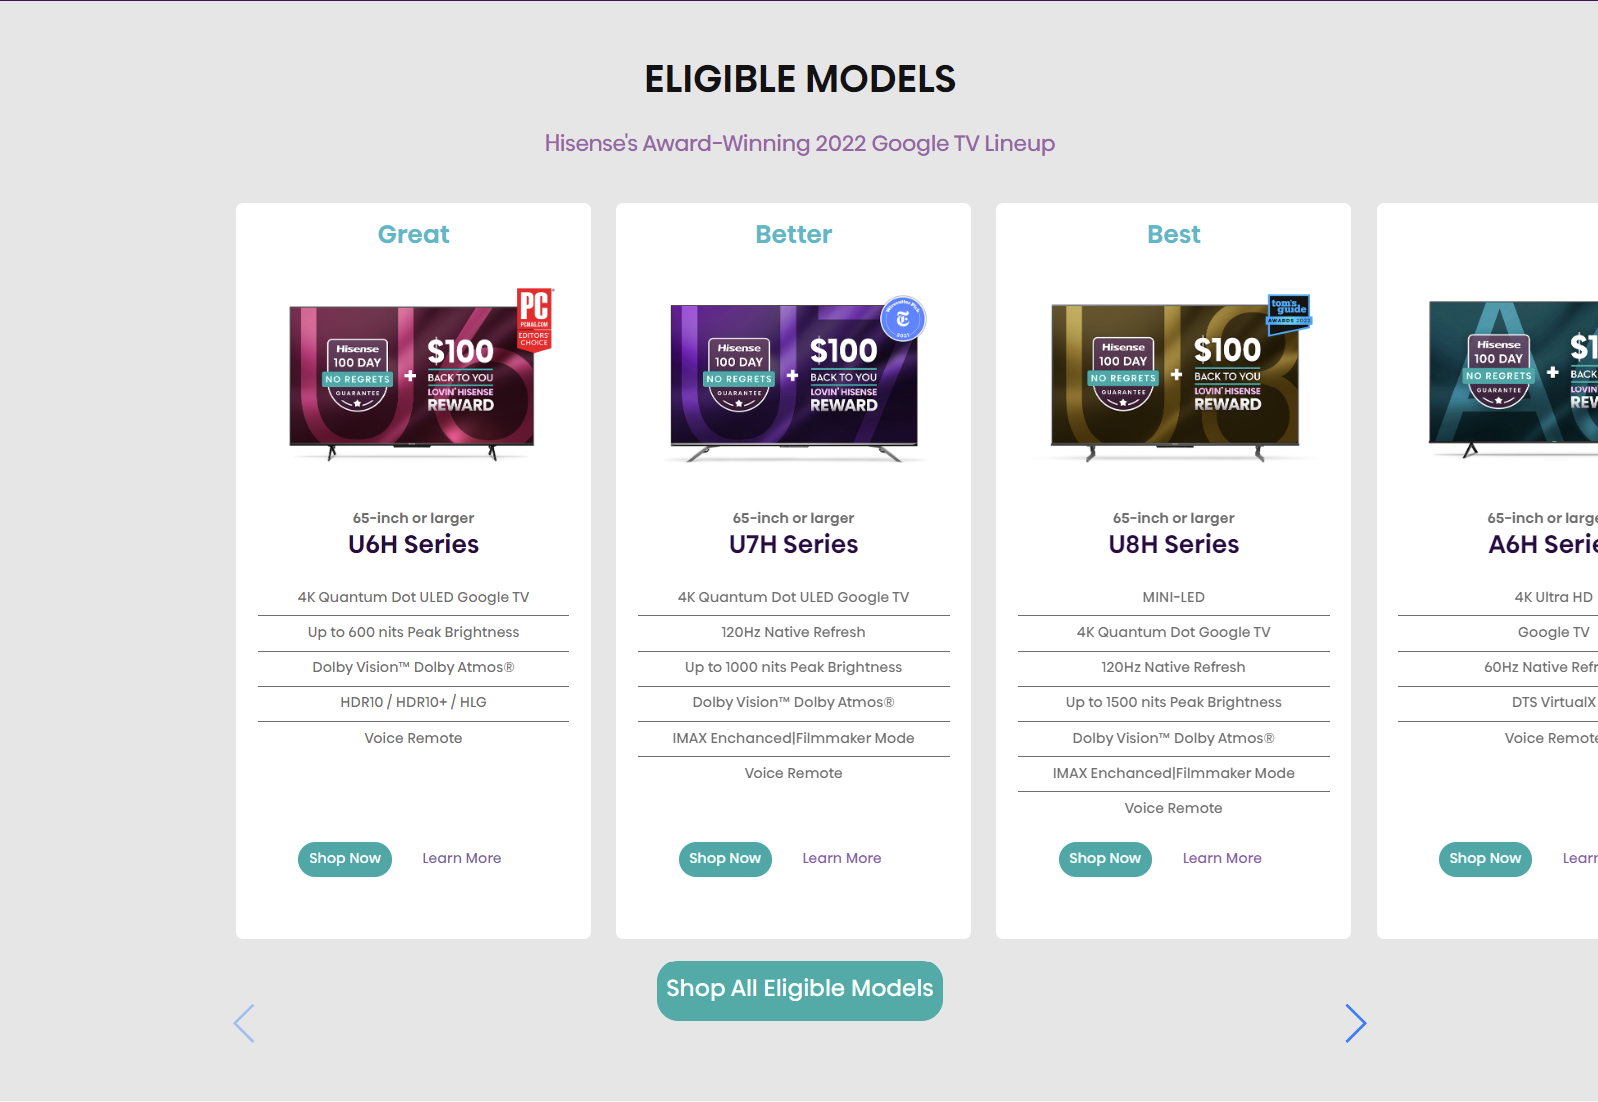 ELIGIBLE MODELS
Hisense's Award-Winning 2022 Google TV Lineup
Great
PC
PCMAG.COM
EDITORS'
CHOICE
Hisense
100 DAY
NO REGRETS
GUARANTEE
+
$100
BACK TO YOU
LOVIN' HISENSE
REWARD
65-inch or larger
U6H Series
4K Quantum Dot ULED Google TV
Up to 600 nits Peak Brightness
Dolby Vision™ Dolby Atmos®
HDR10 / HDR10+ / HLG
Voice Remote
Shop Now
Learn More
Better
2021
Hisense
100 DAY
NO REGRETS
GUARANTEE
+
$100
BACK TO YOU
LOVIN' HISENSE
REWARD
65-inch or larger
U7H Series
4K Quantum Dot ULED Google TV
120Hz Native Refresh
Up to 1000 nits Peak Brightness
Dolby Vision™ Dolby Atmos®
IMAX Enchanced|Filmmaker Mode
Voice Remote
Shop Now
Learn More
Best
tom's
guide
AWARDS 2022
Hisense
100 DAY
NO REGRETS
GUARANTEE
+
$100
BACK TO YOU
LOVIN' HISENSE
REWARD
65-inch or larger
U8H Series
MINI-LED
4K Quantum Dot Google TV
120Hz Native Refresh
Up to 1500 nits Peak Brightness
Dolby Vision™ Dolby Atmos®
IMAX Enchanced|Filmmaker Mode
Voice Remote
Shop Now
Learn More
Hisense
100 DAY
NO REGRETS
GUARANTEE
+
$1
BACK
LOVIN'
REW
65-inch or large
A6H Serie
4K Ultra HD
Google TV
60Hz Native Refr
DTS VirtualX
Voice Remote
Shop Now
Learn
Shop All Eligible Models